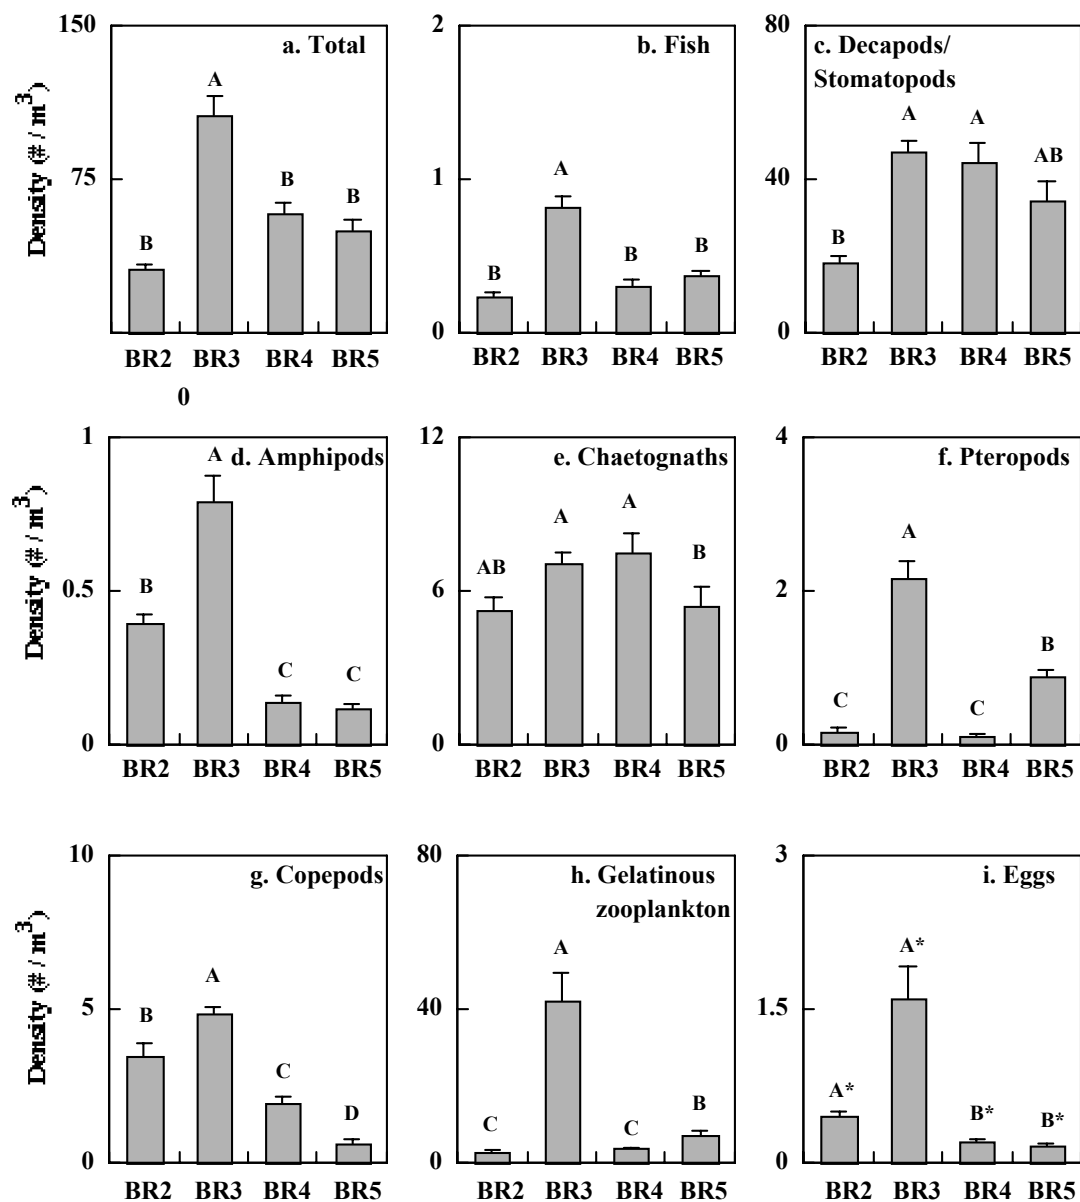 150
2
80
a. Total
b. Fish
c. Decapods/
Stomatopods
A
A
A
A
Density (# / m3)
75
B
B
1
B
B
40
AB
B
B
B
0
0
BR2 BR3 BR4 BR5
BR2 BR3 BR4 BR5
BR2 BR3 BR4 BR5
0
1
12
4
A
d. Amphipods
e. Chaetognaths
f. Pteropods
Density (# / m3)
A
A
A
0.5
B
6
AB
B
2
B
C
C
C
C
0
0
0
BR2 BR3 BR4 BR5
BR2 BR3 BR4 BR5
BR2 BR3 BR4 BR5
10
80
3
g. Copepods
h. Gelatinous
zooplankton
i. Eggs
Density (# / m3)
A
A
A*
5
B
40
1.5
C
D
C
C
B
A*
B*
B*
0
0
0
BR2 BR3 BR4 BR5
BR2 BR3 BR4 BR5
BR2 BR3 BR4 BR5